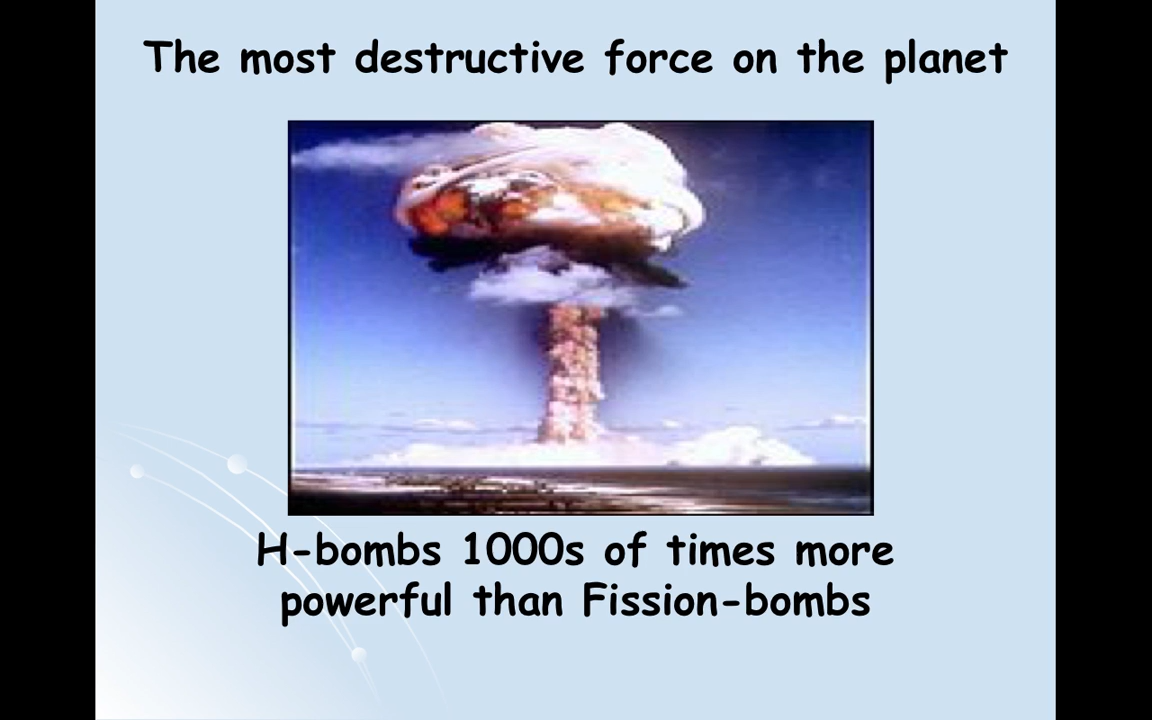 The most destructive force on the planet
H-bombs 1000s of times more
powerful than Fission-bombs